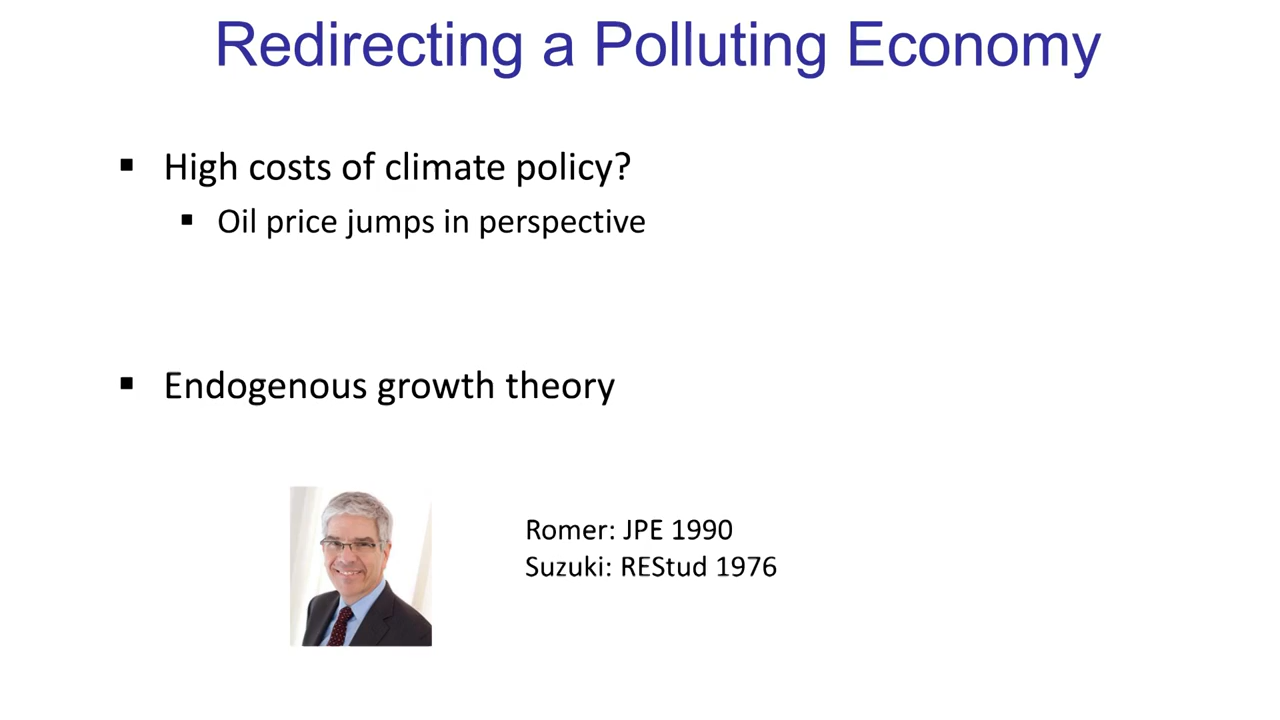 Redirecting a Polluting Economy
▪ High costs of climate policy?
▪ Oil price jumps in perspective
▪ Endogenous growth theory
Romer: JPE 1990
Suzuki: REStud 1976